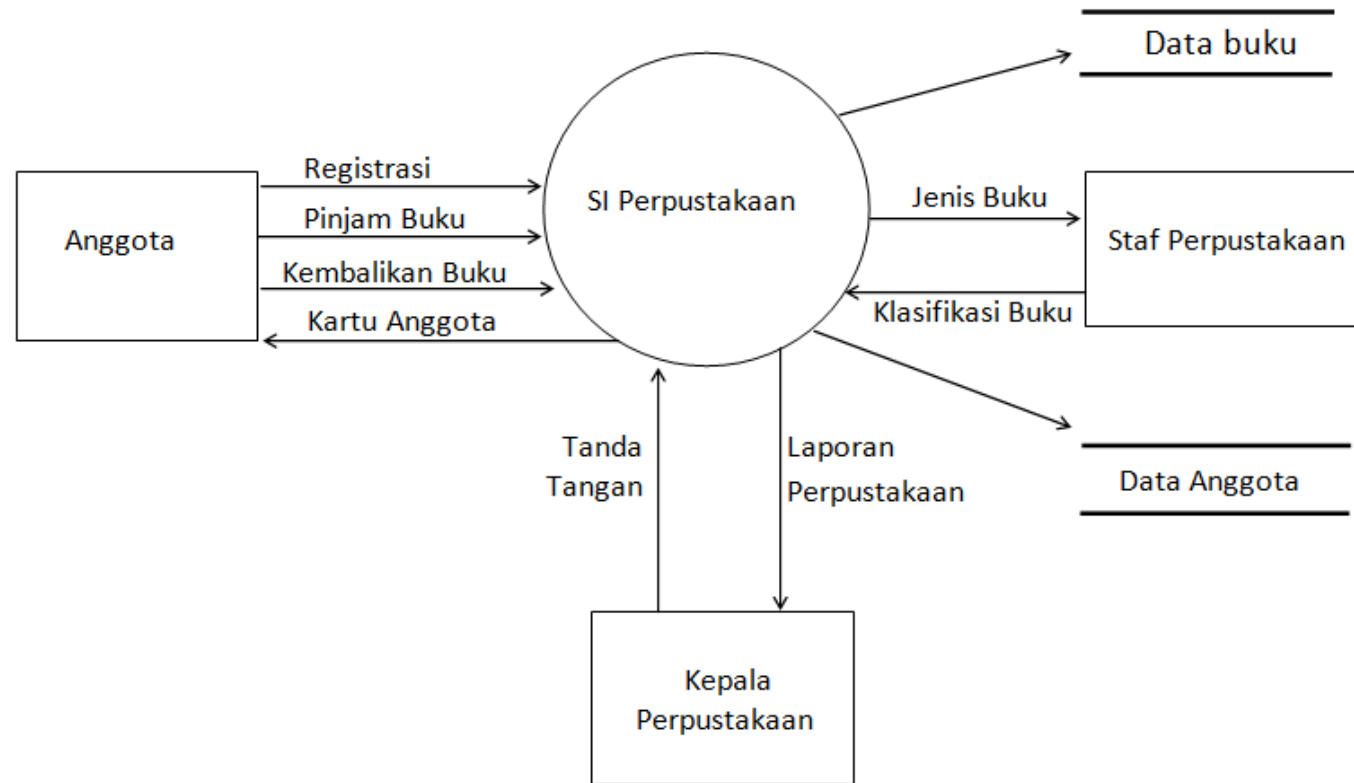 Data buku
Registrasi
SI Perpustakaan
Jenis Buku
Pinjam Buku
Anggota
Staf Perpustakaan
Kembalikan Buku
Klasifikasi Buku
Kartu Anggota
Tanda
Tangan
Laporan
Perpustakaan
Data Anggota
Kepala
Perpustakaan